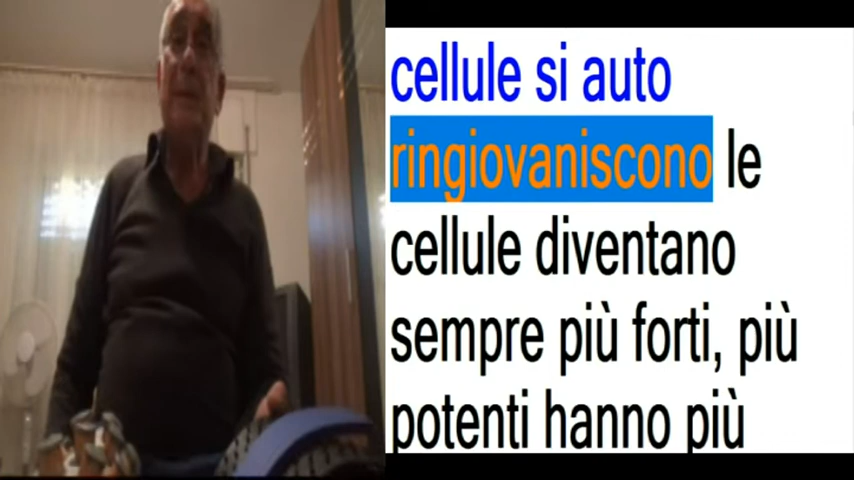 cellule si auto
ringiovaniscono le
cellule diventano
sempre più forti, più
potenti hanno più